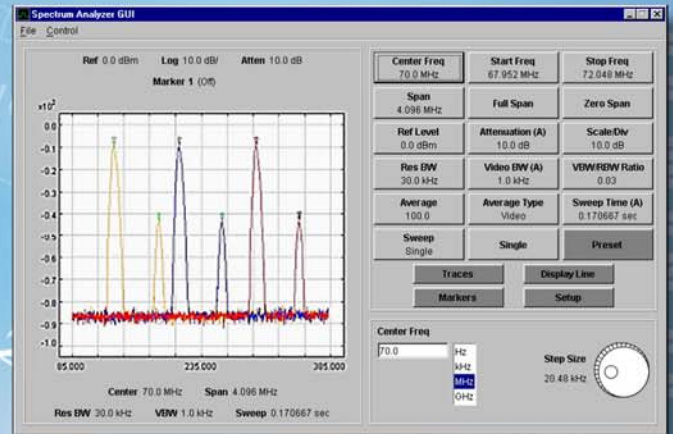 Spectrum Analyzer GUI
File Control
Ref 0.0 dBm Log 10.0 dB/ Atten 10.0 dB
Marker 1 (Off)
x10^2
0.0
-0.1
-0.2
-0.3
-0.4
-0.5
-0.6
-0.7
-0.8
-0.9
-1.0
85.000 235.000 385.000
Center 70.0 MHz Span 4.096 MHz
Res BW 30.0 kHz VBW 1.0 kHz Sweep 0.170667 sec
Center Freq
70.0 MHz
Start Freq
67.952 MHz
Stop Freq
72.048 MHz
Span
4.096 MHz
Full Span
Zero Span
Ref Level
0.0 dBm
Attenuation (A)
10.0 dB
Scale/Div
10.0 dB
Res BW
30.0 kHz
Video BW (A)
1.0 kHz
VBW/RBW Ratio
0.03
Average
100.0
Average Type
Video
Sweep Time (A)
0.170667 sec
Sweep
Single
Single
Preset
Traces
Display Line
Markers
Setup
Center Freq
70.0
Hz
kHz
MHz
GHz
Step Size
20.48 kHz